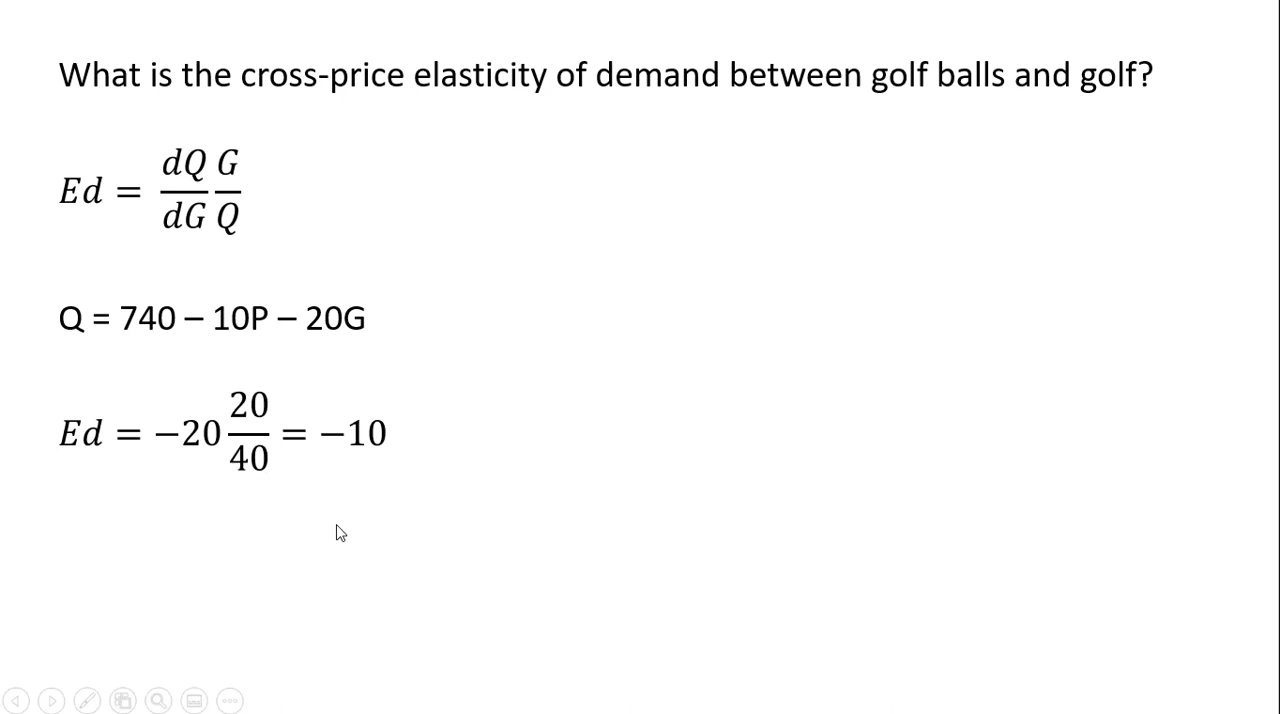 What is the cross-price elasticity of demand between golf balls and golf?
Ed = dQ/dG G/Q
Q = 740 – 10P – 20G
Ed = −20 20/40 = −10